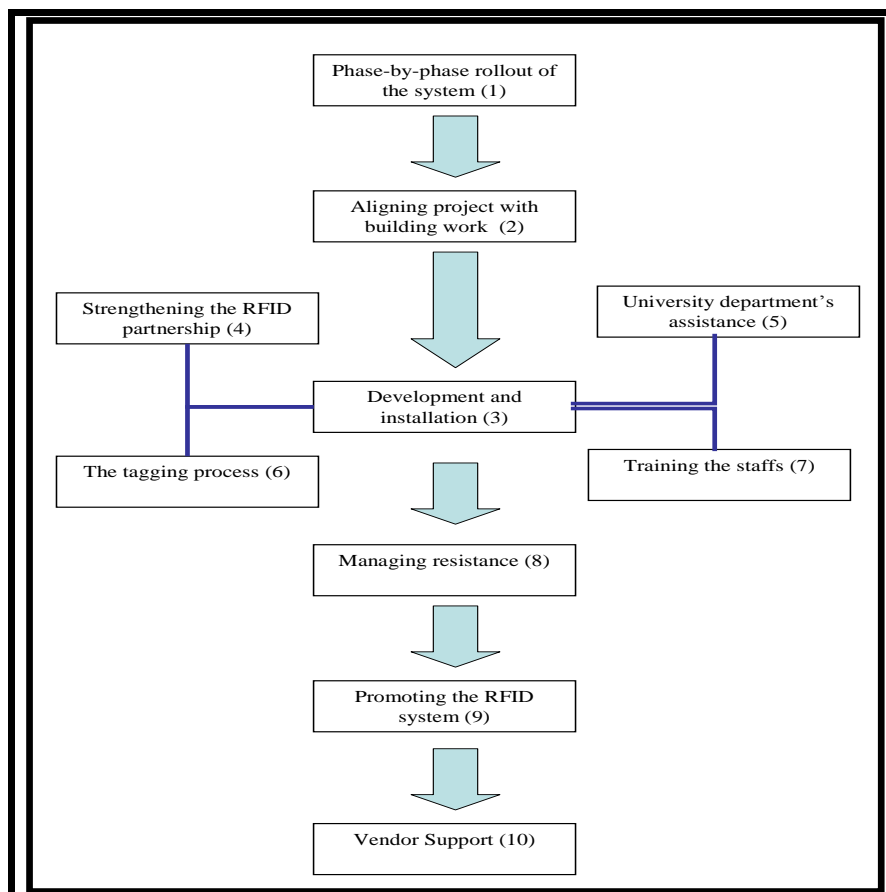 Phase-by-phase rollout of
the system (1)
Aligning project with
building work (2)
Strengthening the RFID
partnership (4)
University department's
assistance (5)
Development and
installation (3)
The tagging process (6)
Training the staffs (7)
Managing resistance (8)
Promoting the RFID
system (9)
Vendor Support (10)